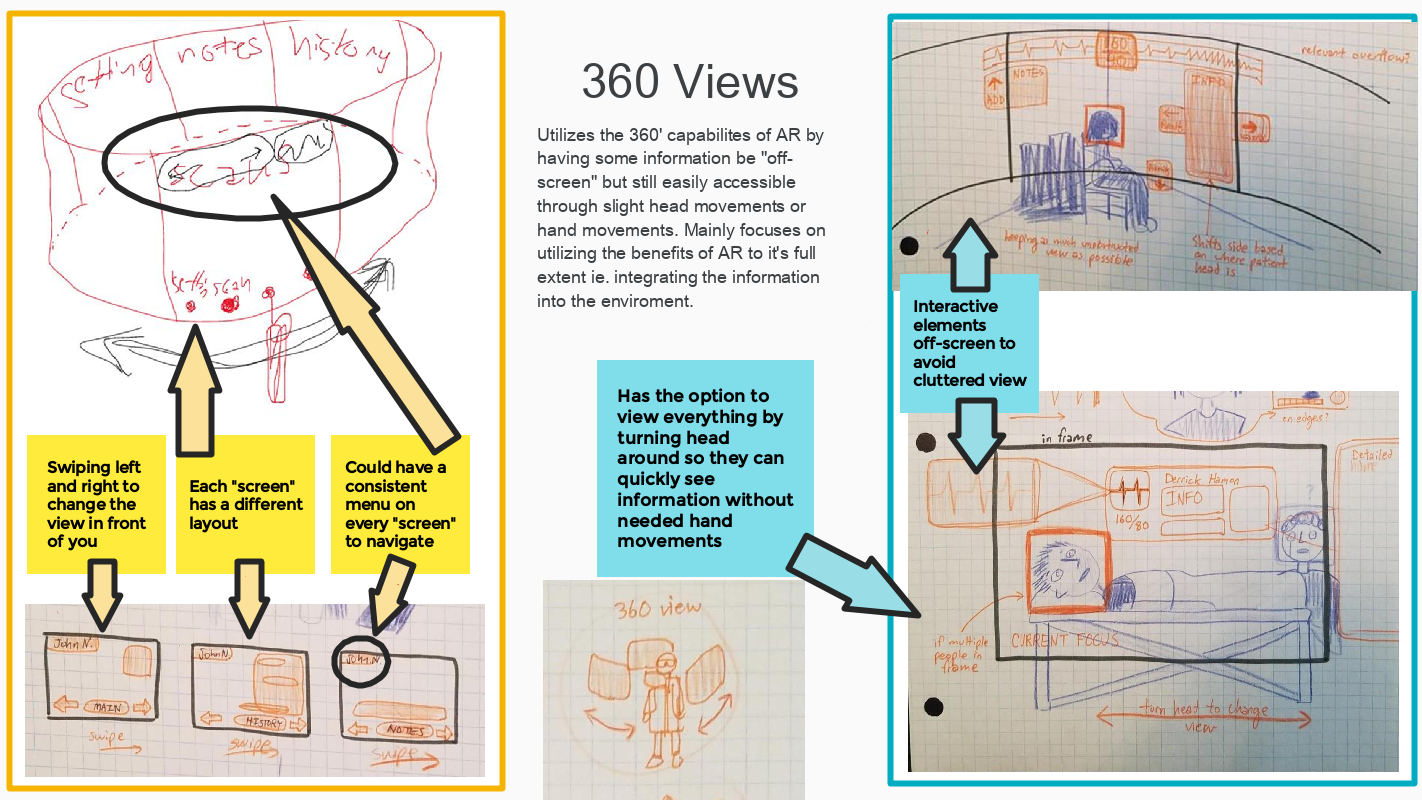 setting
notes
history
setting
scan
Swiping left
and right to
change the
view in front
of you
Each "screen"
has a different
layout
Could have a
consistent
menu on
every "screen"
to navigate
John N.
MAIN
swipe
John N
HISTORY
swipe
John N.
NOTES
swipe
360 Views
Utilizes the 360' capabilites of AR by
having some information be "off-
screen" but still easily accessible
through slight head movements or
hand movements. Mainly focuses on
utilizing the benefits of AR to it's full
extent ie. integrating the information
into the enviroment.
Has the option to
view everything by
turning head
around so they can
quickly see
information without
needed hand
movements
360 view
160
80
relevant overflow?
NOTES
ADD
INFO
keeping as much unobstructed
view as possible
Shifts side based
on where patient
head is
Interactive
elements
off-screen to
avoid
cluttered view
on edges?
in frame
Detailed
Derrick Hamon
INFO
160/80
if multiple
people in
frame
CURRENT FOCUS
turn head to change
view